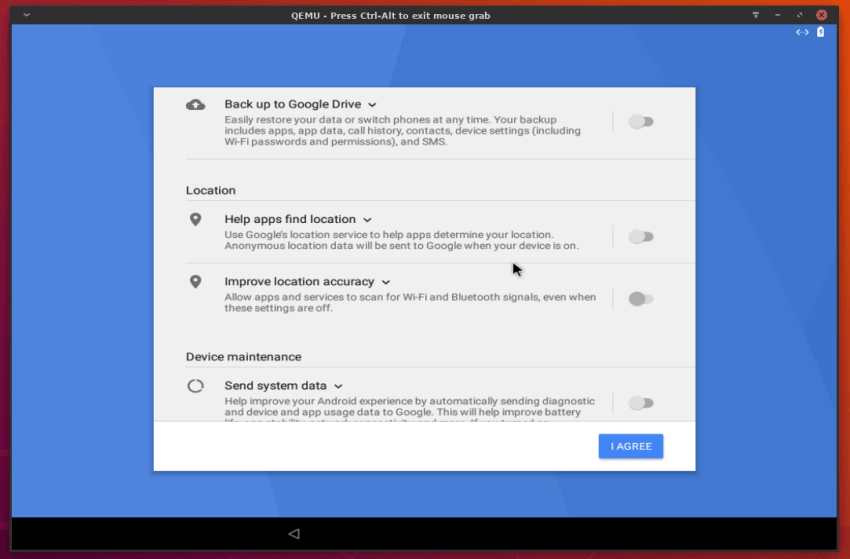 QEMU - Press Ctrl-Alt to exit mouse grab
Back up to Google Drive
Easily restore your data or switch phones at any time. Your backup
includes apps, app data, call history, contacts, device settings (including
Wi-Fi passwords and permissions), and SMS.
Location
Help apps find location
Use Google's location service to help apps determine your location.
Anonymous location data will be sent to Google when your device is on.
Improve location accuracy
Allow apps and services to scan for Wi-Fi and Bluetooth signals, even when
these settings are off.
Device maintenance
Send system data
Help improve your Android experience by automatically sending diagnostic
and device and app usage data to Google. This will help improve battery
I AGREE